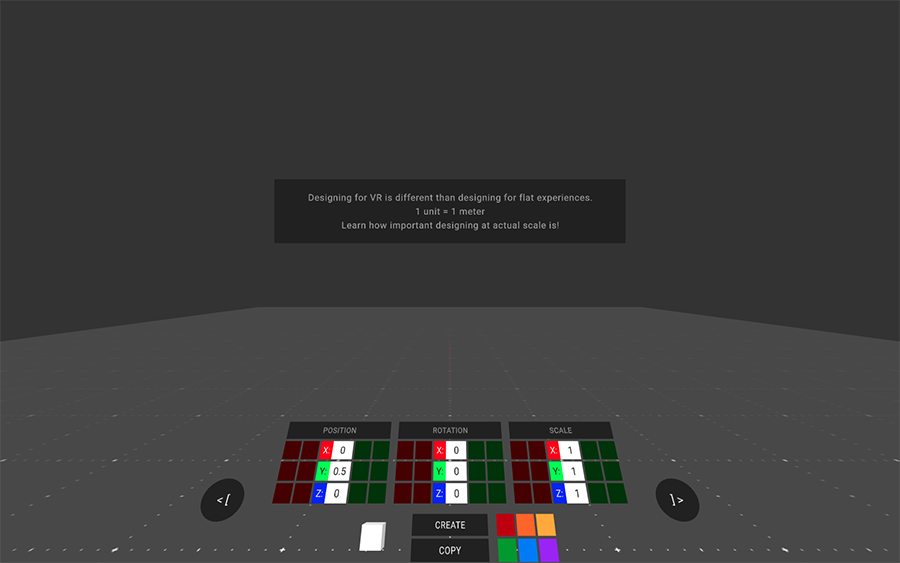 Designing for VR is different than designing for flat experiences.
1 unit = 1 meter
Learn how important designing at actual scale is!
POSITION ROTATION SCALE
X: 0 X: 0 X: 1
Y: 0.5 Y: 0 Y: 1
Z: 0 Z: 0 Z: 1
<[ ]>
CREATE
COPY